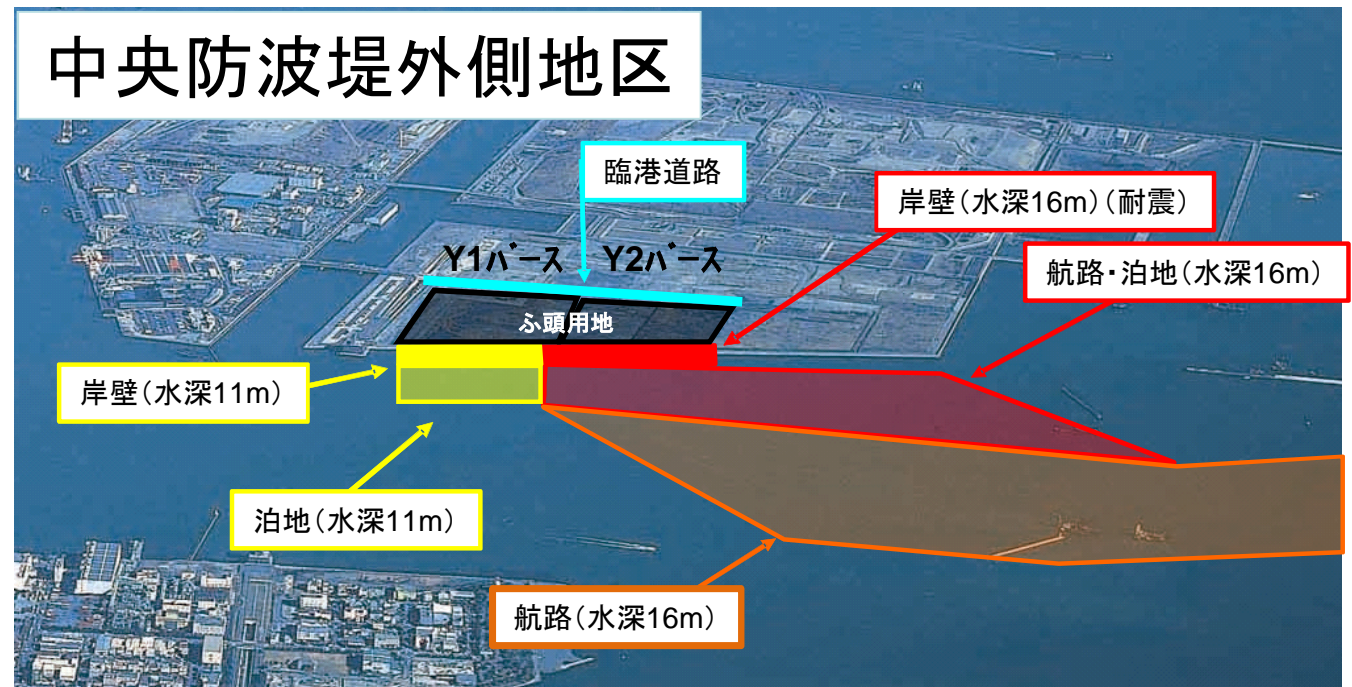 中央防波堤外側地区
臨港道路
岸壁（水深16m）（耐震）
Y1ﾊﾞｰｽ
Y2ﾊﾞｰｽ
航路・泊地（水深16m）
ふ頭用地
岸壁（水深11m）
泊地（水深11m）
航路（水深16m）